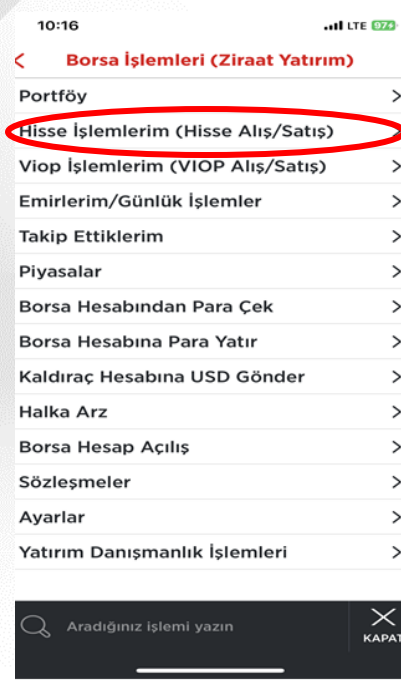 10:16 LTE 97
Borsa İşlemleri (Ziraat Yatırım)
Portföy
Hisse İşlemlerim (Hisse Alış/Satış)
Viop İşlemlerim (VIOP Alış/Satış)
Emirlerim/Günlük İşlemler
Takip Ettiklerim
Piyasalar
Borsa Hesabından Para Çek
Borsa Hesabına Para Yatır
Kaldıraç Hesabına USD Gönder
Halka Arz
Borsa Hesap Açılış
Sözleşmeler
Ayarlar
Yatırım Danışmanlık İşlemleri
Aradığınız işlemi yazın
KAPAT